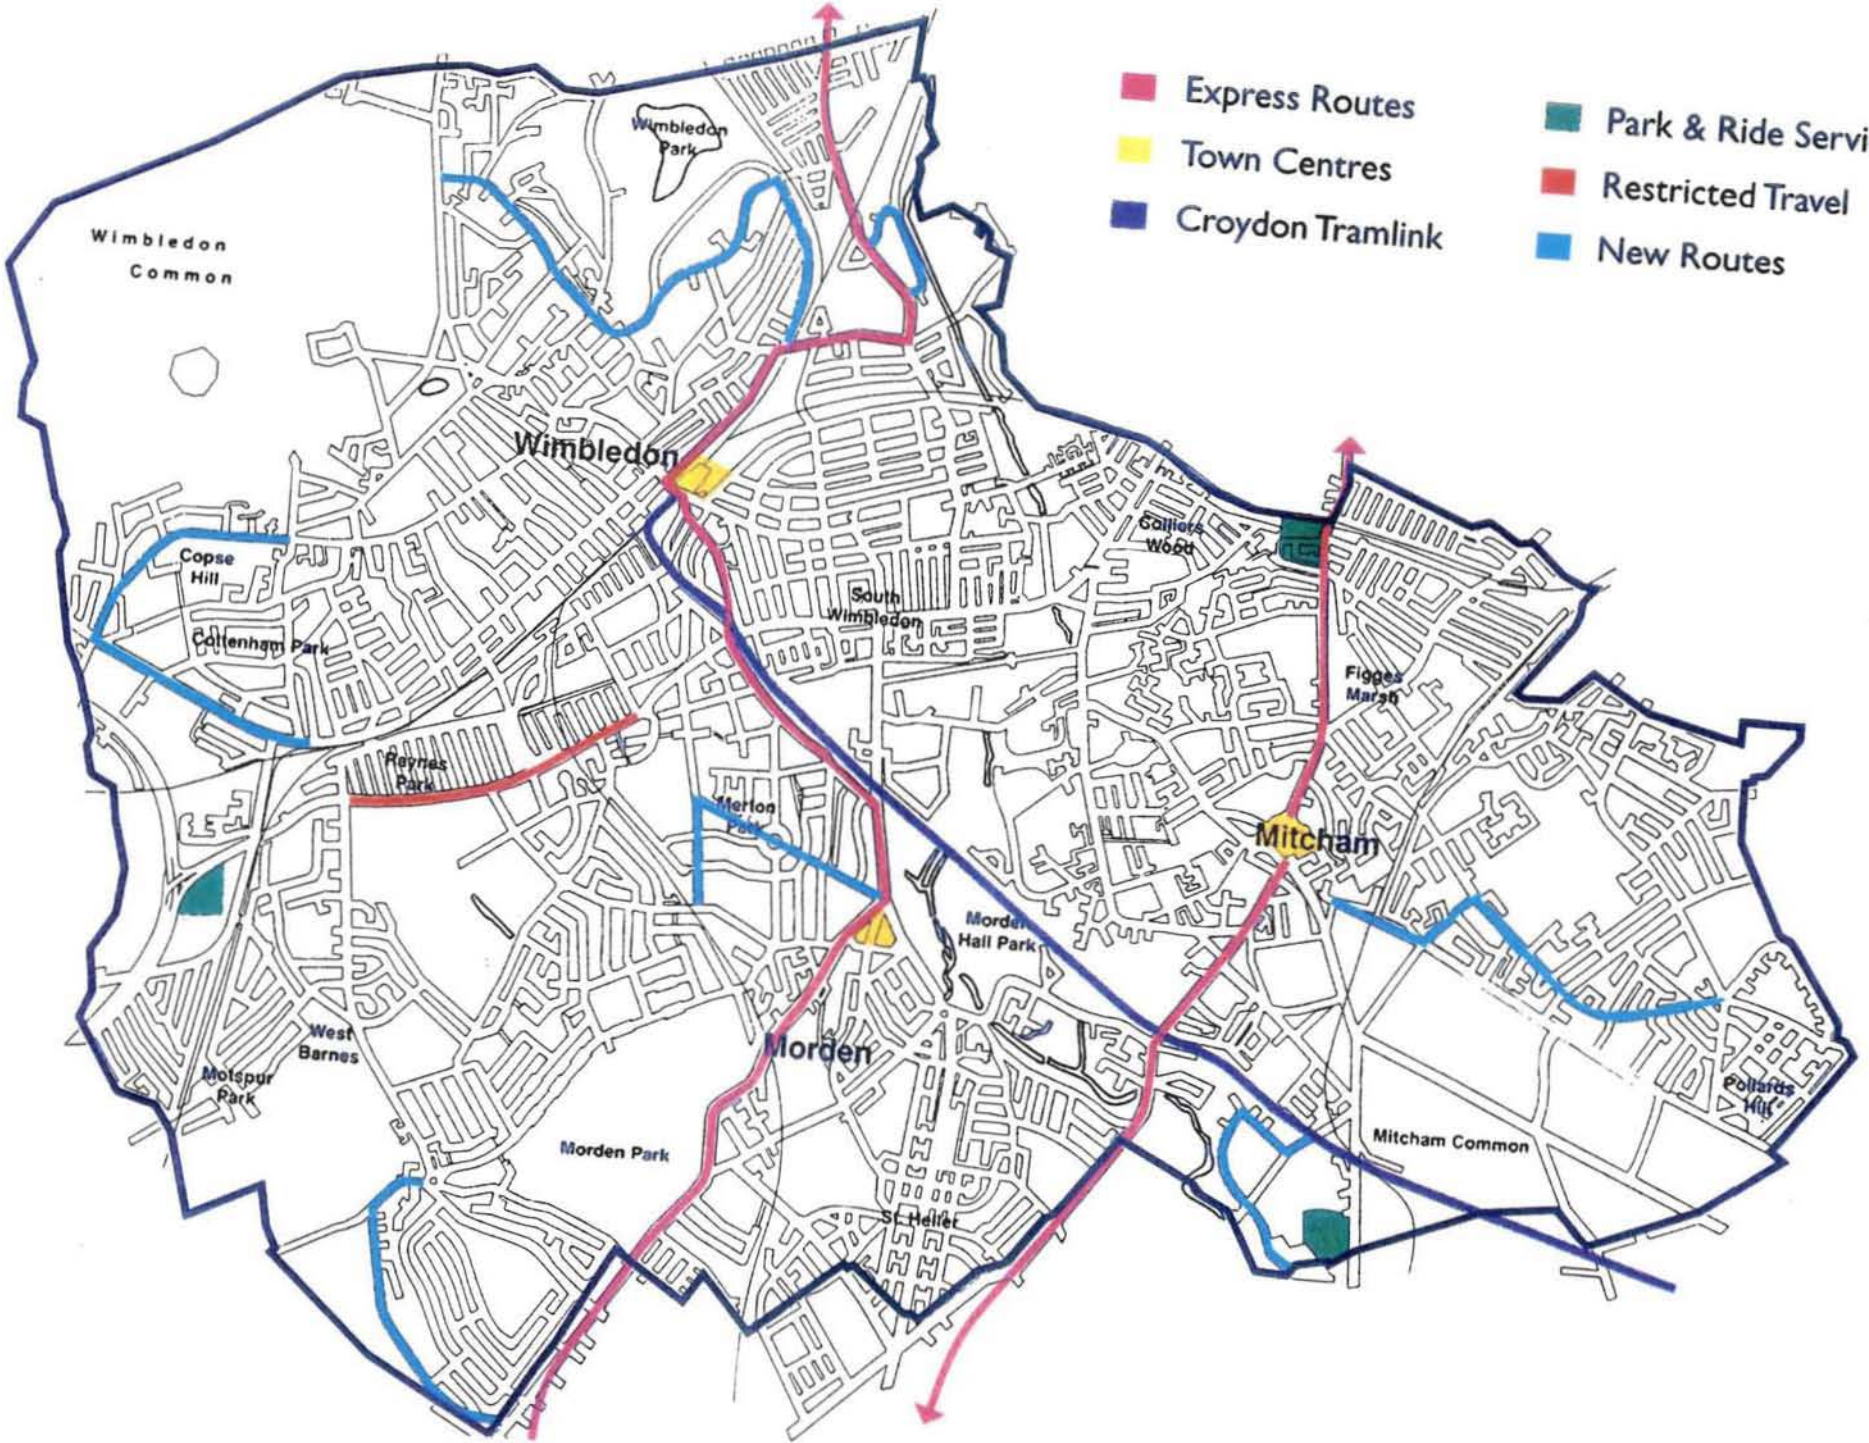 Express Routes
Town Centres
Croydon Tramlink
Park & Ride Servi
Restricted Travel
New Routes
Wimbledon
Park
Wimbledon
Common
Wimbledon
Copse
Hill
Cottenham Park
Colliers
Wood
South
Wimbledon
Figges
Marsh
Raynes
Park
Merton
Park
Mitcham
Morden
Hall Park
West
Barnes
Motspur
Park
Morden
Morden Park
St. Helier
Mitcham Common
Pollards
Hill